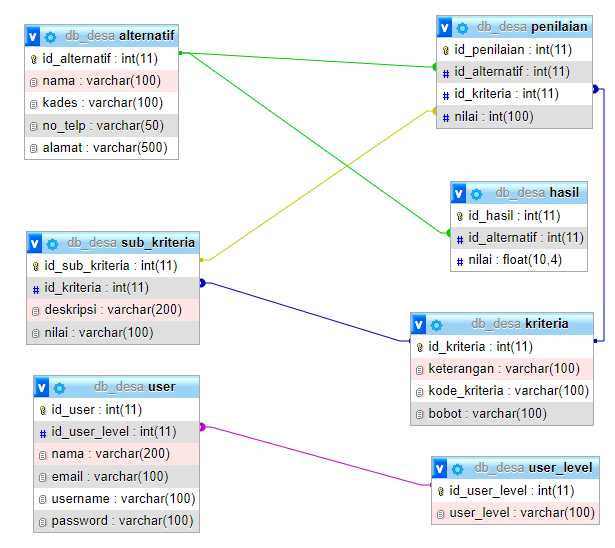 db_desa alternatif
id_alternatif : int(11)
nama : varchar(100)
kades : varchar(100)
no_telp : varchar(50)
alamat : varchar(500)
db_desa penilaian
id_penilaian : int(11)
# id_alternatif : int(11)
# id_kriteria : int(11)
# nilai : int(100)
db_desa hasil
id_hasil : int(11)
# id_alternatif : int(11)
# nilai : float(10,4)
db_desa sub_kriteria
id_sub_kriteria : int(11)
# id_kriteria : int(11)
deskripsi : varchar(200)
nilai : varchar(100)
db_desa kriteria
id_kriteria : int(11)
keterangan : varchar(100)
kode_kriteria : varchar(100)
bobot : varchar(100)
db_desa user
id_user : int(11)
# id_user_level : int(11)
nama : varchar(200)
email : varchar(100)
username : varchar(100)
password : varchar(100)
db_desa user_level
id_user_level : int(11)
user_level : varchar(100)